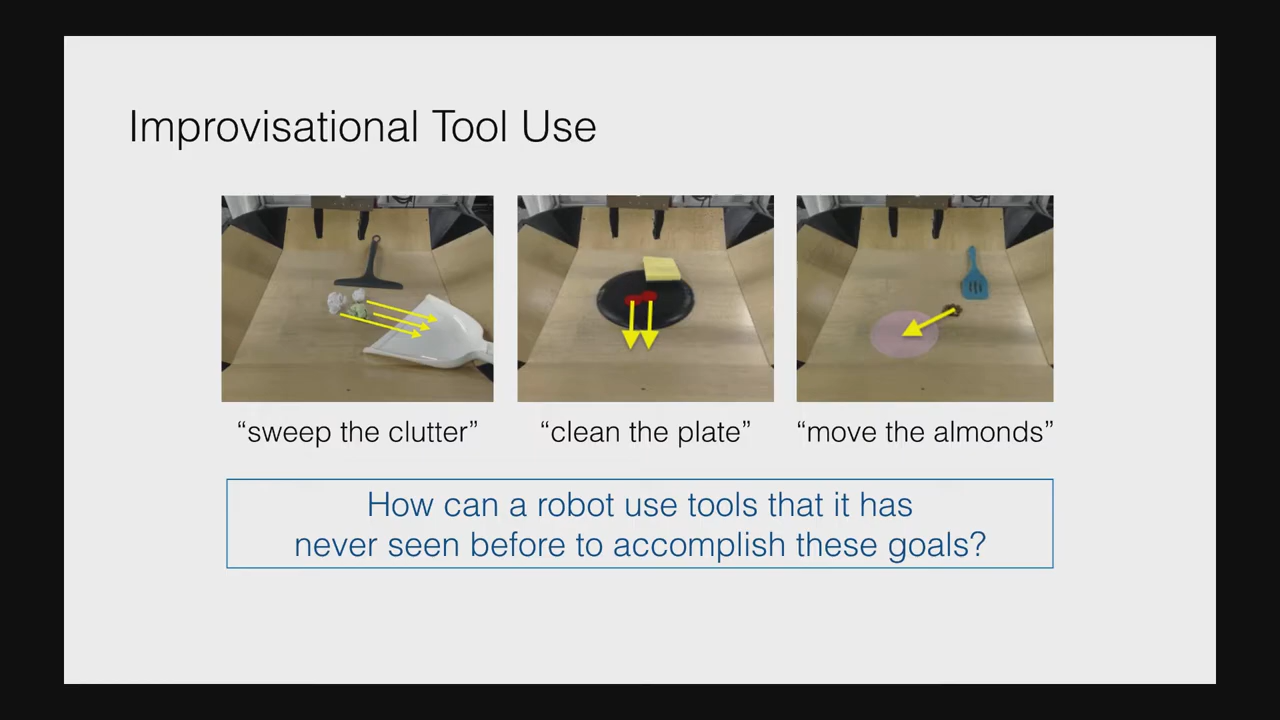 Improvisational Tool Use
“sweep the clutter”
“clean the plate”
“move the almonds”
How can a robot use tools that it has
never seen before to accomplish these goals?